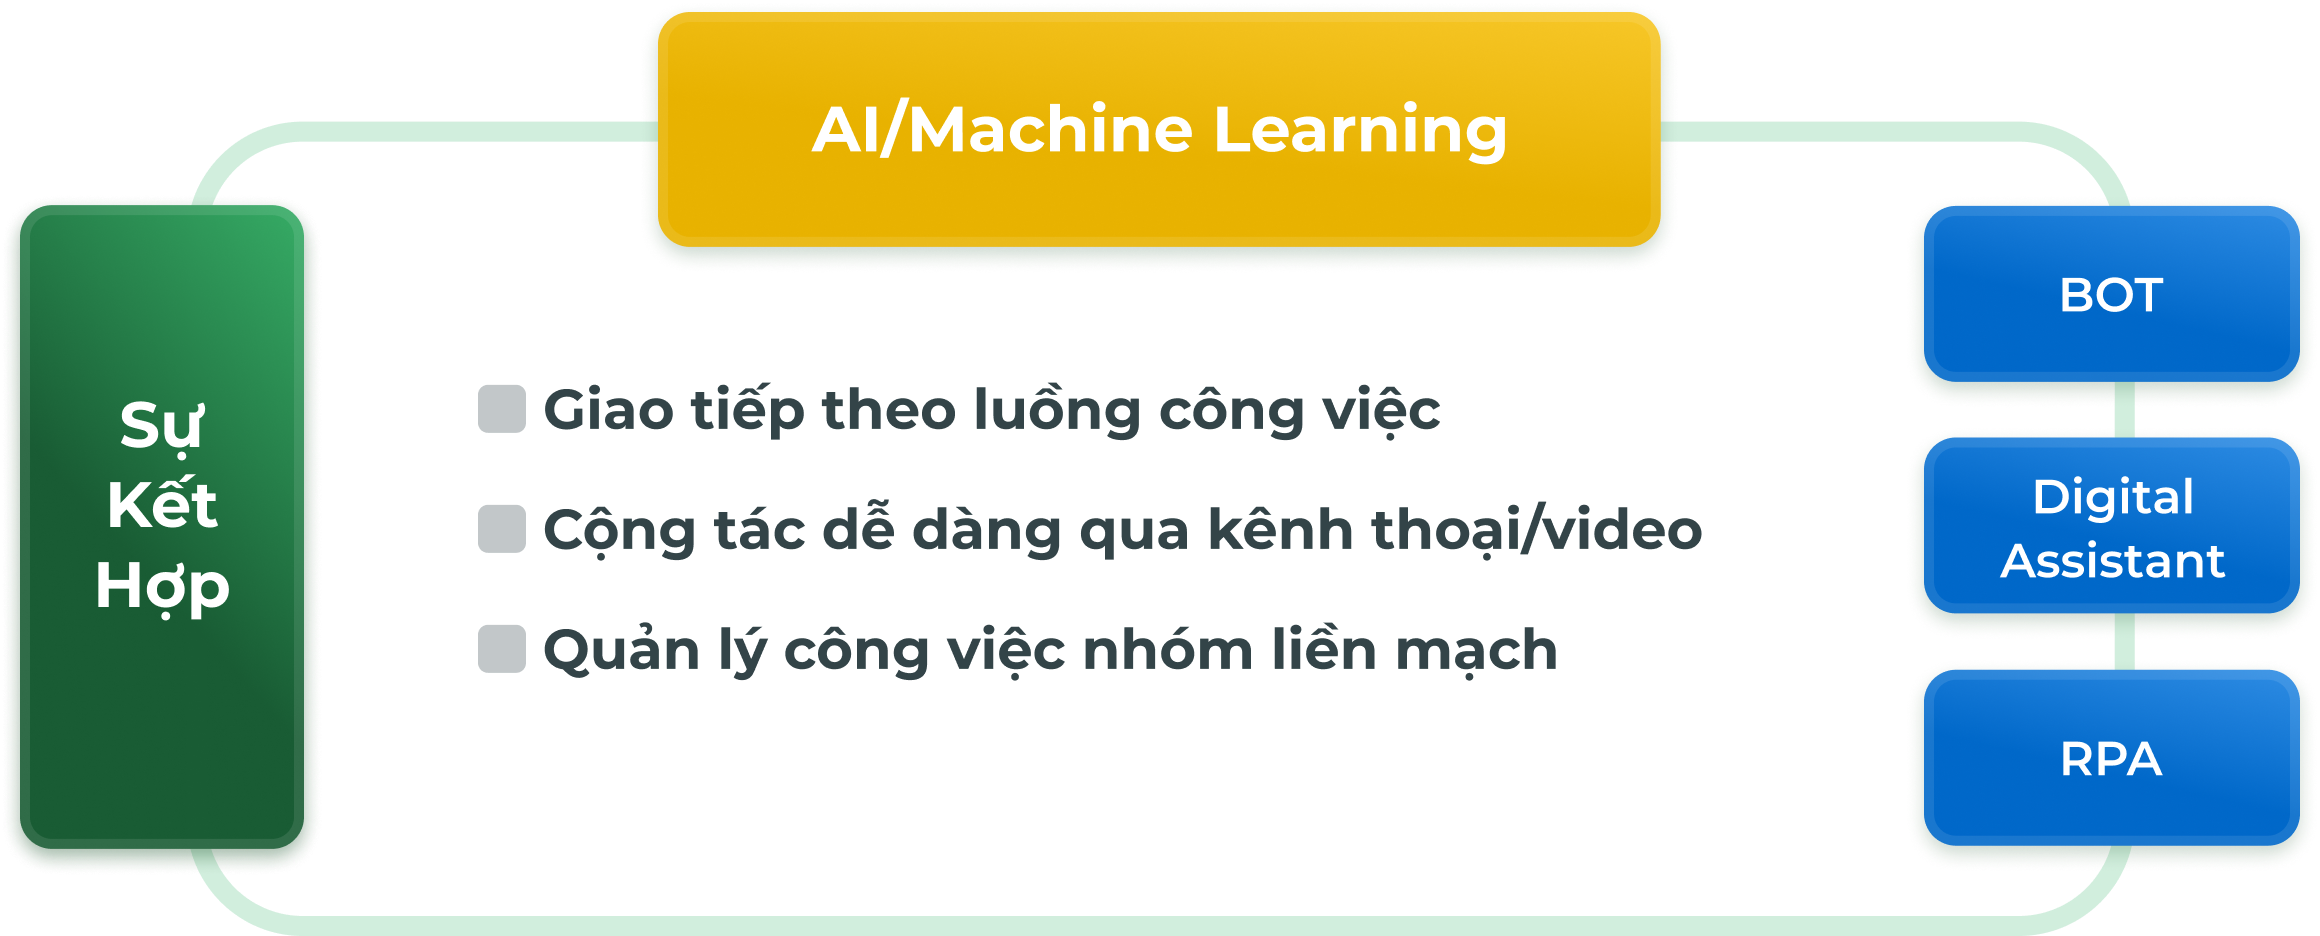 AI/Machine Learning
Sự
Kết
Hợp
Giao tiếp theo luồng công việc
Cộng tác dễ dàng qua kênh thoại/video
Quản lý công việc nhóm liền mạch
BOT
Digital
Assistant
RPA